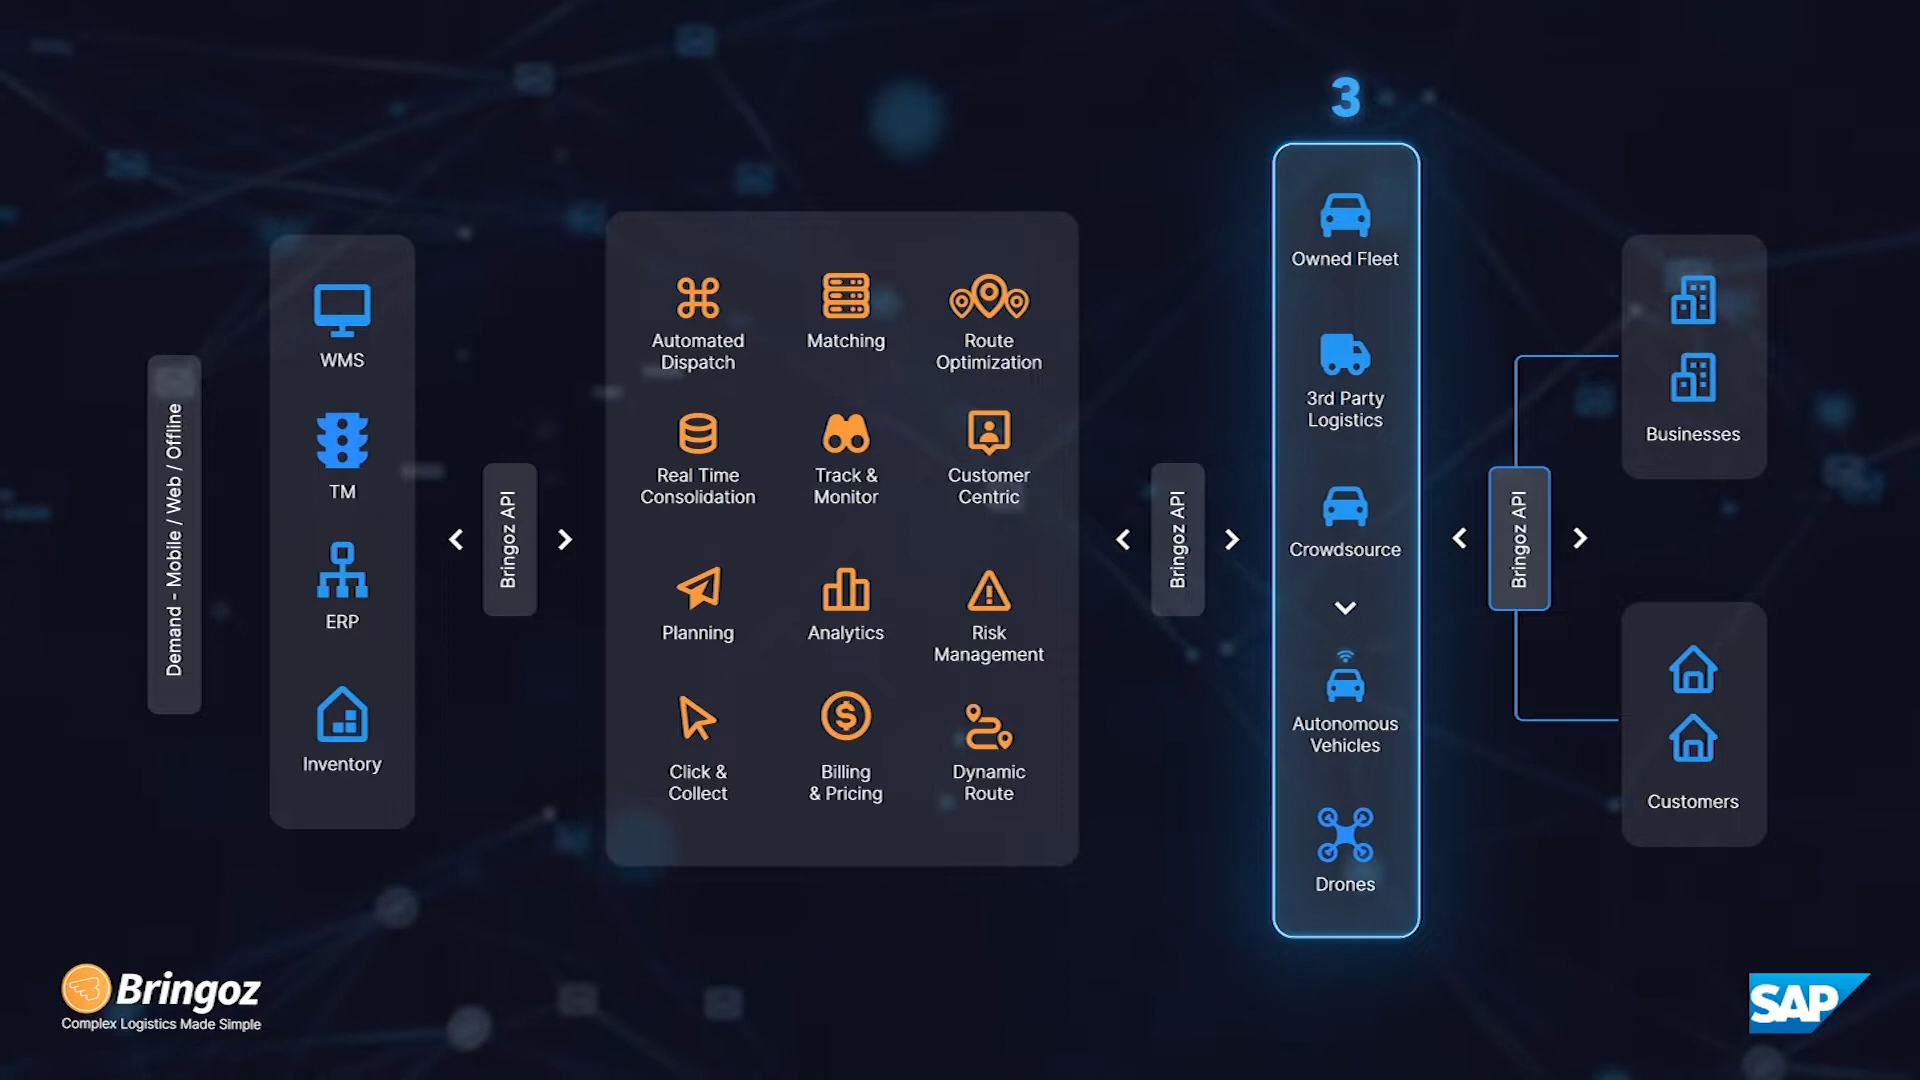 3
Demand - Mobile / Web / Offline
WMS
TM
ERP
Inventory
Bringoz API
Automated
Dispatch
Matching
Route
Optimization
Real Time
Consolidation
Track &
Monitor
Customer
Centric
Planning
Analytics
Risk
Management
Click &
Collect
Billing
& Pricing
Dynamic
Route
Bringoz API
Owned Fleet
3rd Party
Logistics
Crowdsource
Autonomous
Vehicles
Drones
Bringoz API
Businesses
Customers
Bringoz
Complex Logistics Made Simple
SAP